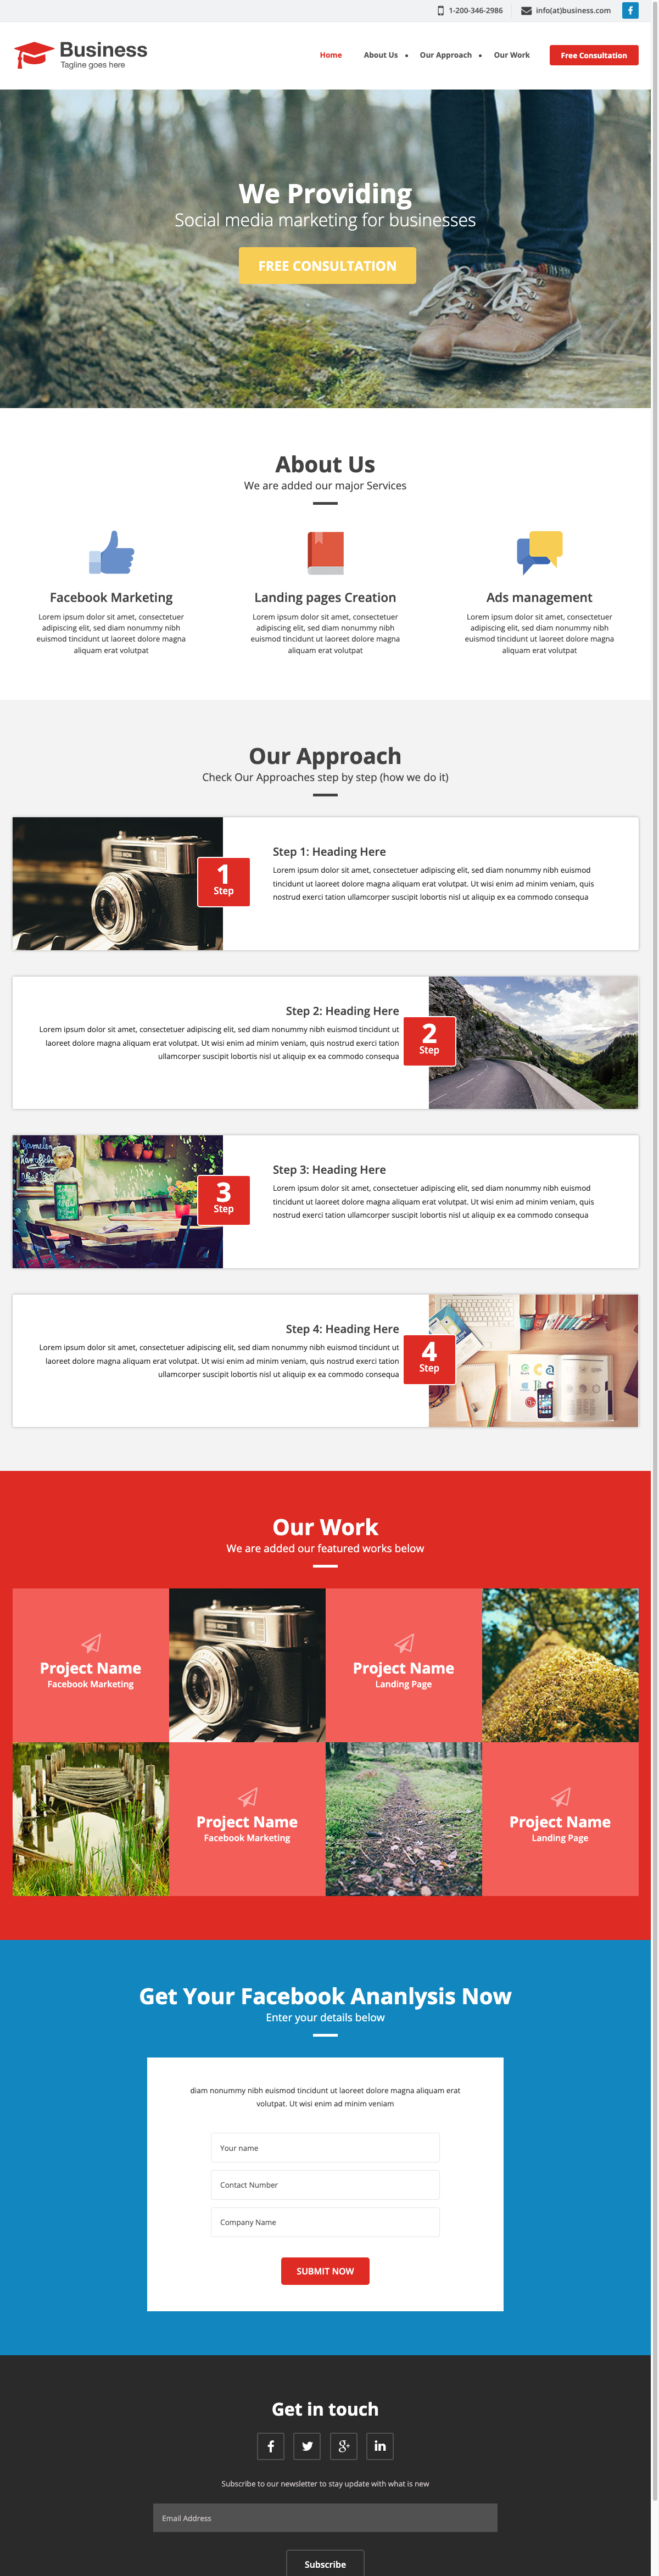 1-200-346-2986
info(at)business.com
Business
Tagline goes here
Home
About Us
Our Approach
Our Work
Free Consultation
We Providing
Social media marketing for businesses
FREE CONSULTATION
About Us
We are added our major Services
Facebook Marketing
Lorem ipsum dolor sit amet, consectetuer
adipiscing elit, sed diam nonummy nibh
euismod tincidunt ut laoreet dolore magna
aliquam erat volutpat
Landing pages Creation
Lorem ipsum dolor sit amet, consectetuer
adipiscing elit, sed diam nonummy nibh
euismod tincidunt ut laoreet dolore magna
aliquam erat volutpat
Ads management
Lorem ipsum dolor sit amet, consectetuer
adipiscing elit, sed diam nonummy nibh
euismod tincidunt ut laoreet dolore magna
aliquam erat volutpat
Our Approach
Check Our Approaches step by step (how we do it)
1
Step
Step 1: Heading Here
Lorem ipsum dolor sit amet, consectetuer adipiscing elit, sed diam nonummy nibh euismod
tincidunt ut laoreet dolore magna aliquam erat volutpat. Ut wisi enim ad minim veniam, quis
nostrud exerci tation ullamcorper suscipit lobortis nisl ut aliquip ex ea commodo consequa
Step 2: Heading Here
Lorem ipsum dolor sit amet, consectetuer adipiscing elit, sed diam nonummy nibh euismod tincidunt ut
laoreet dolore magna aliquam erat volutpat. Ut wisi enim ad minim veniam, quis nostrud exerci tation
ullamcorper suscipit lobortis nisl ut aliquip ex ea commodo consequa
2
Step
3
Step
Step 3: Heading Here
Lorem ipsum dolor sit amet, consectetuer adipiscing elit, sed diam nonummy nibh euismod
tincidunt ut laoreet dolore magna aliquam erat volutpat. Ut wisi enim ad minim veniam, quis
nostrud exerci tation ullamcorper suscipit lobortis nisl ut aliquip ex ea commodo consequa
Step 4: Heading Here
Lorem ipsum dolor sit amet, consectetuer adipiscing elit, sed diam nonummy nibh euismod tincidunt ut
laoreet dolore magna aliquam erat volutpat. Ut wisi enim ad minim veniam, quis nostrud exerci tation
ullamcorper suscipit lobortis nisl ut aliquip ex ea commodo consequa
4
Step
Our Work
We are added our featured works below
Project Name
Facebook Marketing
Project Name
Landing Page
Project Name
Facebook Marketing
Project Name
Landing Page
Get Your Facebook Ananlysis Now
Enter your details below
diam nonummy nibh euismod tincidunt ut laoreet dolore magna aliquam erat
volutpat. Ut wisi enim ad minim veniam
Your name
Contact Number
Company Name
SUBMIT NOW
Get in touch
Subscribe to our newsletter to stay update with what is new
Email Address
Subscribe